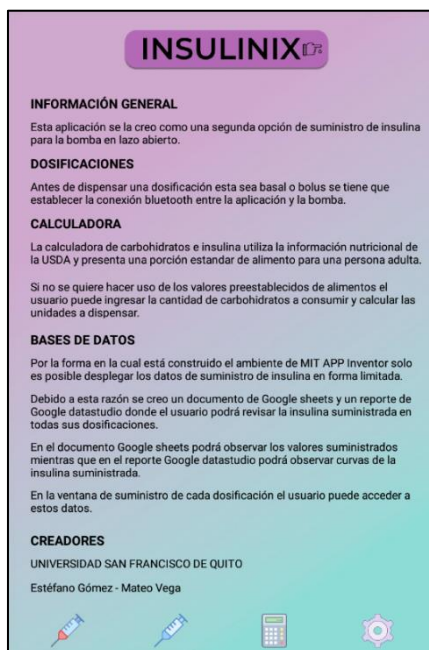 INSULINIX
INFORMACIÓN GENERAL
Esta aplicación se la creo como una segunda opción de suministro de insulina
para la bomba en lazo abierto.
DOSIFICACIONES
Antes de dispensar una dosificación esta sea basal o bolus se tiene que
establecer la conexión bluetooth entre la aplicación y la bomba.
CALCULADORA
La calculadora de carbohidratos e insulina utiliza la información nutricional de
la USDA y presenta una porción estandar de alimento para una persona adulta.
Si no se quiere hacer uso de los valores preestablecidos de alimentos el
usuario puede ingresar la cantidad de carbohidratos a consumir y calcular las
unidades a dispensar.
BASES DE DATOS
Por la forma en la cual está construido el ambiente de MIT APP Inventor solo
es posible desplegar los datos de suministro de insulina en forma limitada.
Debido a esta razón se creo un documento de Google sheets y un reporte de
Google datastudio donde el usuario podrá revisar la insulina suministrada en
todas sus dosificaciones.
En el documento Google sheets podrá observar los valores suministrados
mientras que en el reporte Google datastudio podrá observar curvas de la
insulina suministrada.
En la ventana de suministro de cada dosificación el usuario puede acceder a
estos datos.
CREADORES
UNIVERSIDAD SAN FRANCISCO DE QUITO
Estéfano Gómez - Mateo Vega